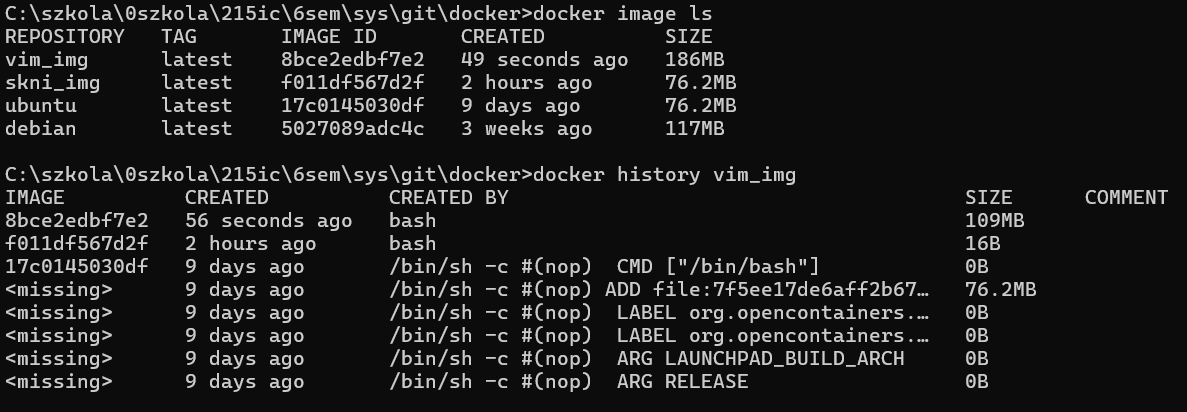 C:\szkola\0szkola\215ic\6sem\sys\git\docker>docker image ls
REPOSITORY   TAG       IMAGE ID       CREATED          SIZE
vim_img      latest    8bce2edbf7e2   49 seconds ago   186MB
skni_img     latest    f011df567d2f   2 hours ago      76.2MB
ubuntu       latest    17c0145030df   9 days ago       76.2MB
debian       latest    5027089adc4c   3 weeks ago      117MB
C:\szkola\0szkola\215ic\6sem\sys\git\docker>docker history vim_img
IMAGE          CREATED          CREATED BY                                      SIZE      COMMENT
8bce2edbf7e2   56 seconds ago   bash                                            109MB
f011df567d2f   2 hours ago      bash                                            16B
17c0145030df   9 days ago       /bin/sh -c #(nop)  CMD ["/bin/bash"]            0B
<missing>      9 days ago       /bin/sh -c #(nop) ADD file:7f5ee17de6aff2b67…   76.2MB
<missing>      9 days ago       /bin/sh -c #(nop)  LABEL org.opencontainers.…   0B
<missing>      9 days ago       /bin/sh -c #(nop)  LABEL org.opencontainers.…   0B
<missing>      9 days ago       /bin/sh -c #(nop)  ARG LAUNCHPAD_BUILD_ARCH     0B
<missing>      9 days ago       /bin/sh -c #(nop)  ARG RELEASE                  0B